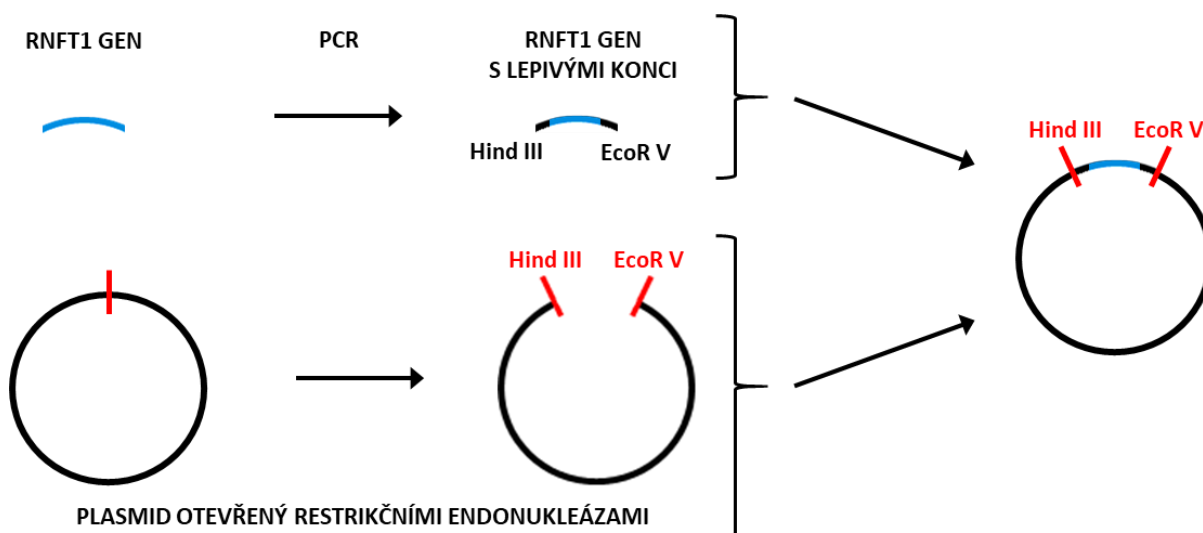 RNFT1 GEN
PCR
RNFT1 GEN
S LEPIVÝMI KONCI
Hind III
EcoR V
Hind III
EcoR V
Hind III
EcoR V
PLASMID OTEVŘENÝ RESTRIKČNÍMI ENDONUKLEÁZAMI